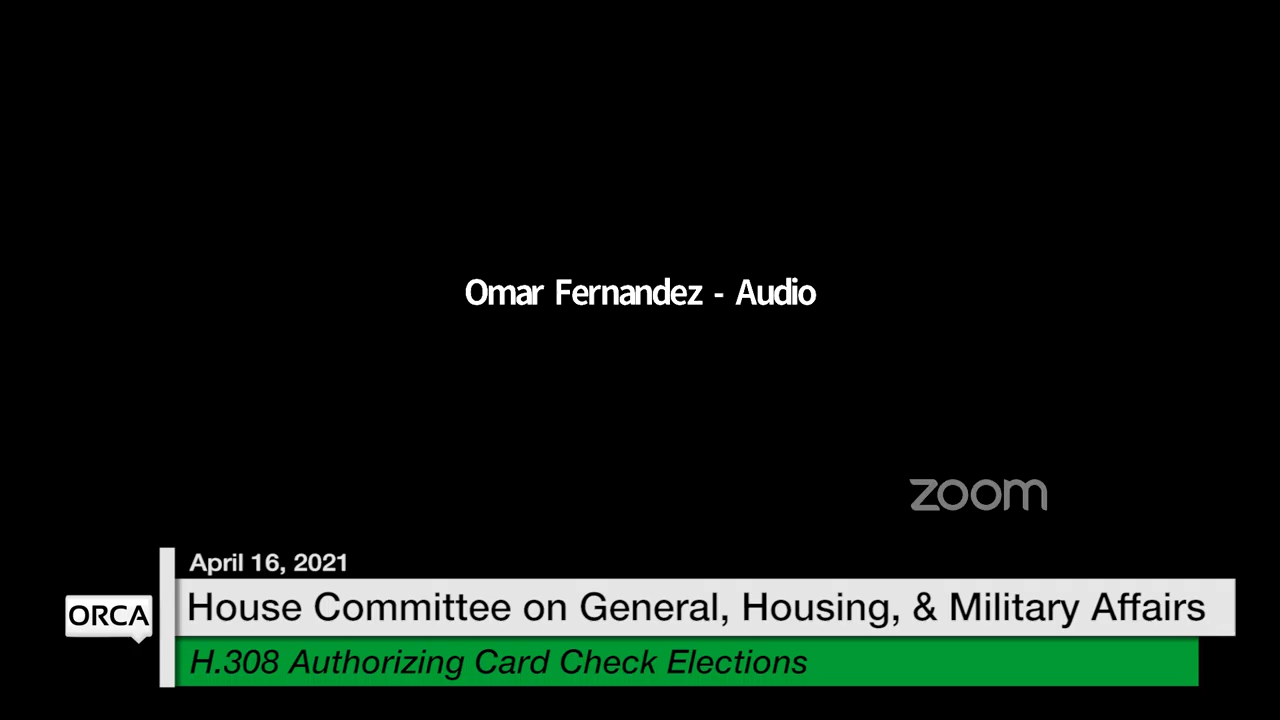 Omar Fernandez - Audio
zoom
April 16, 2021
House Committee on General, Housing, & Military Affairs
ORCA
H.308 Authorizing Card Check Elections